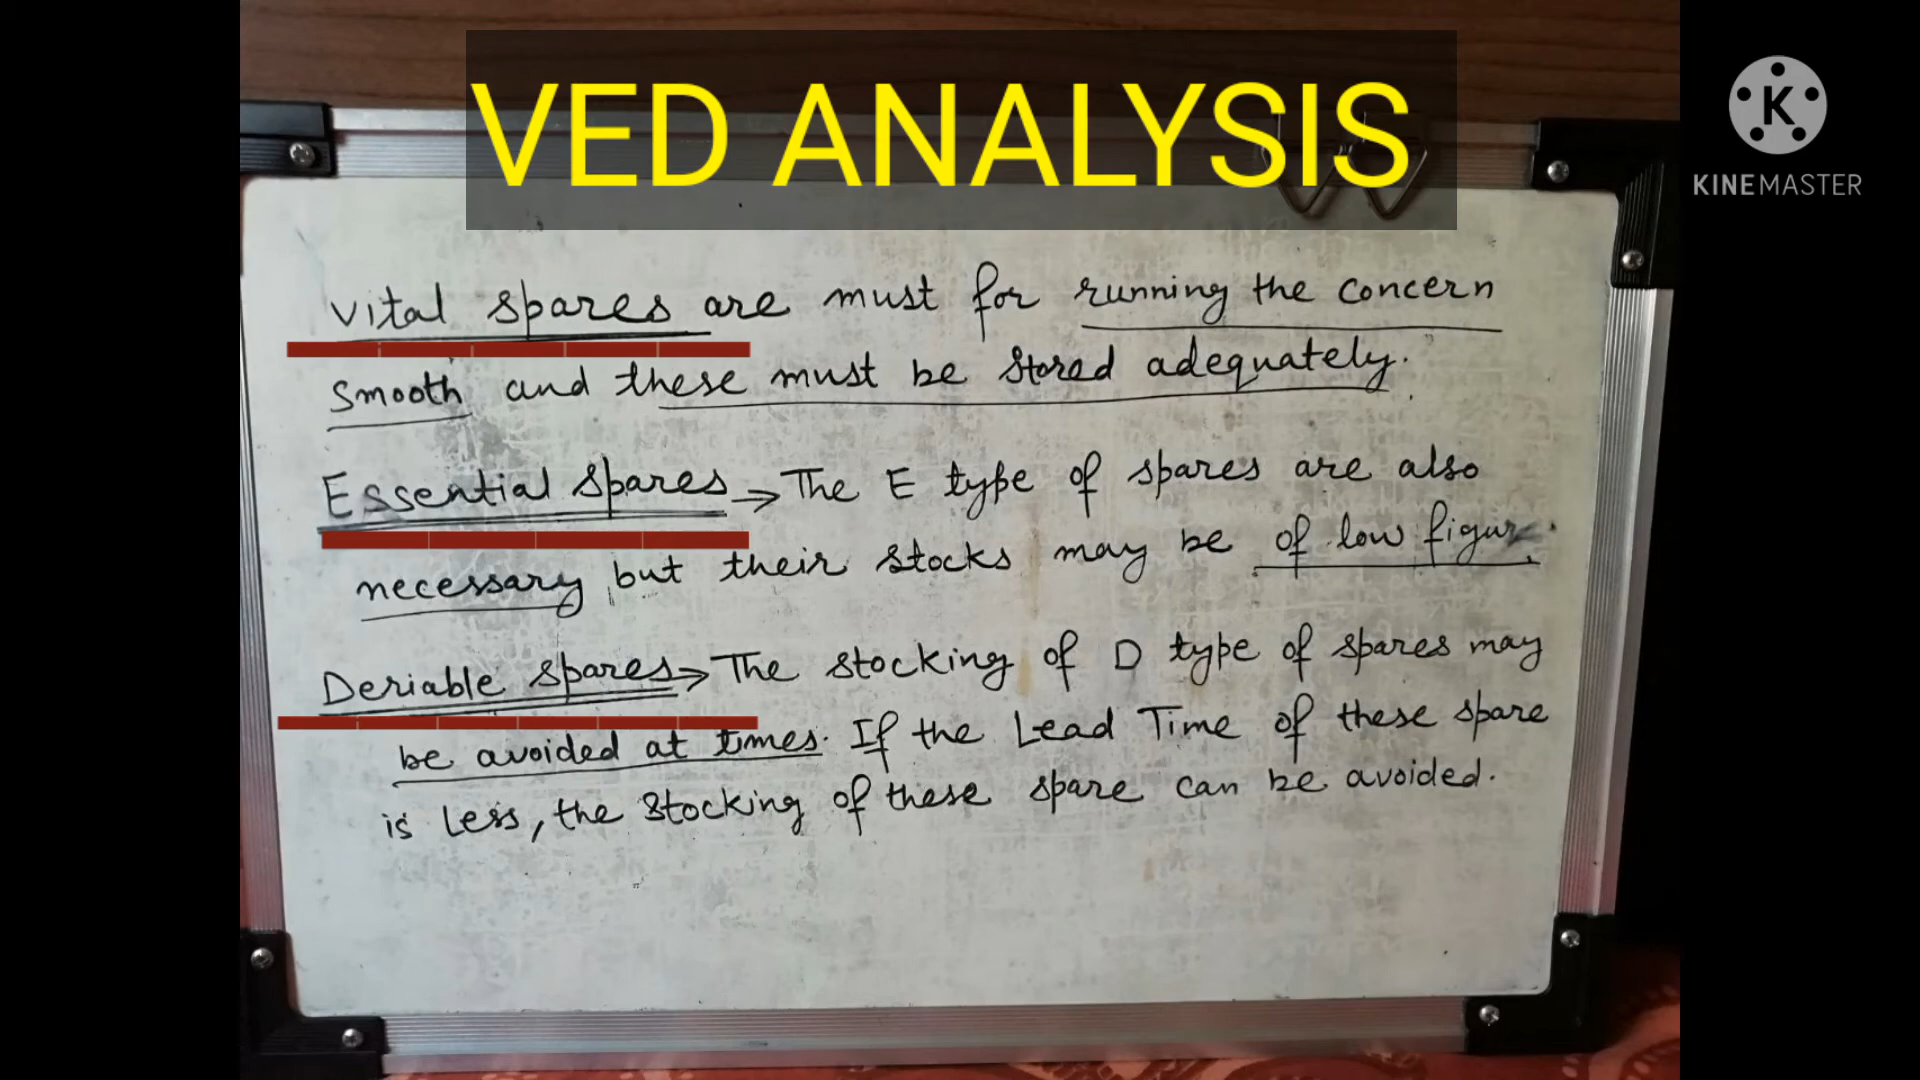 VED ANALYSIS
KINEMASTER
Vital spares are must for running the concern
smooth and these must be stored adequately.
Essential spares → The E type of spares are also
necessary but their stocks may be of low figur.
Deriable spares → The stocking of D type of spares may
be avoided at times. If the Lead Time of these spare
is less, the stocking of these spare can be avoided.